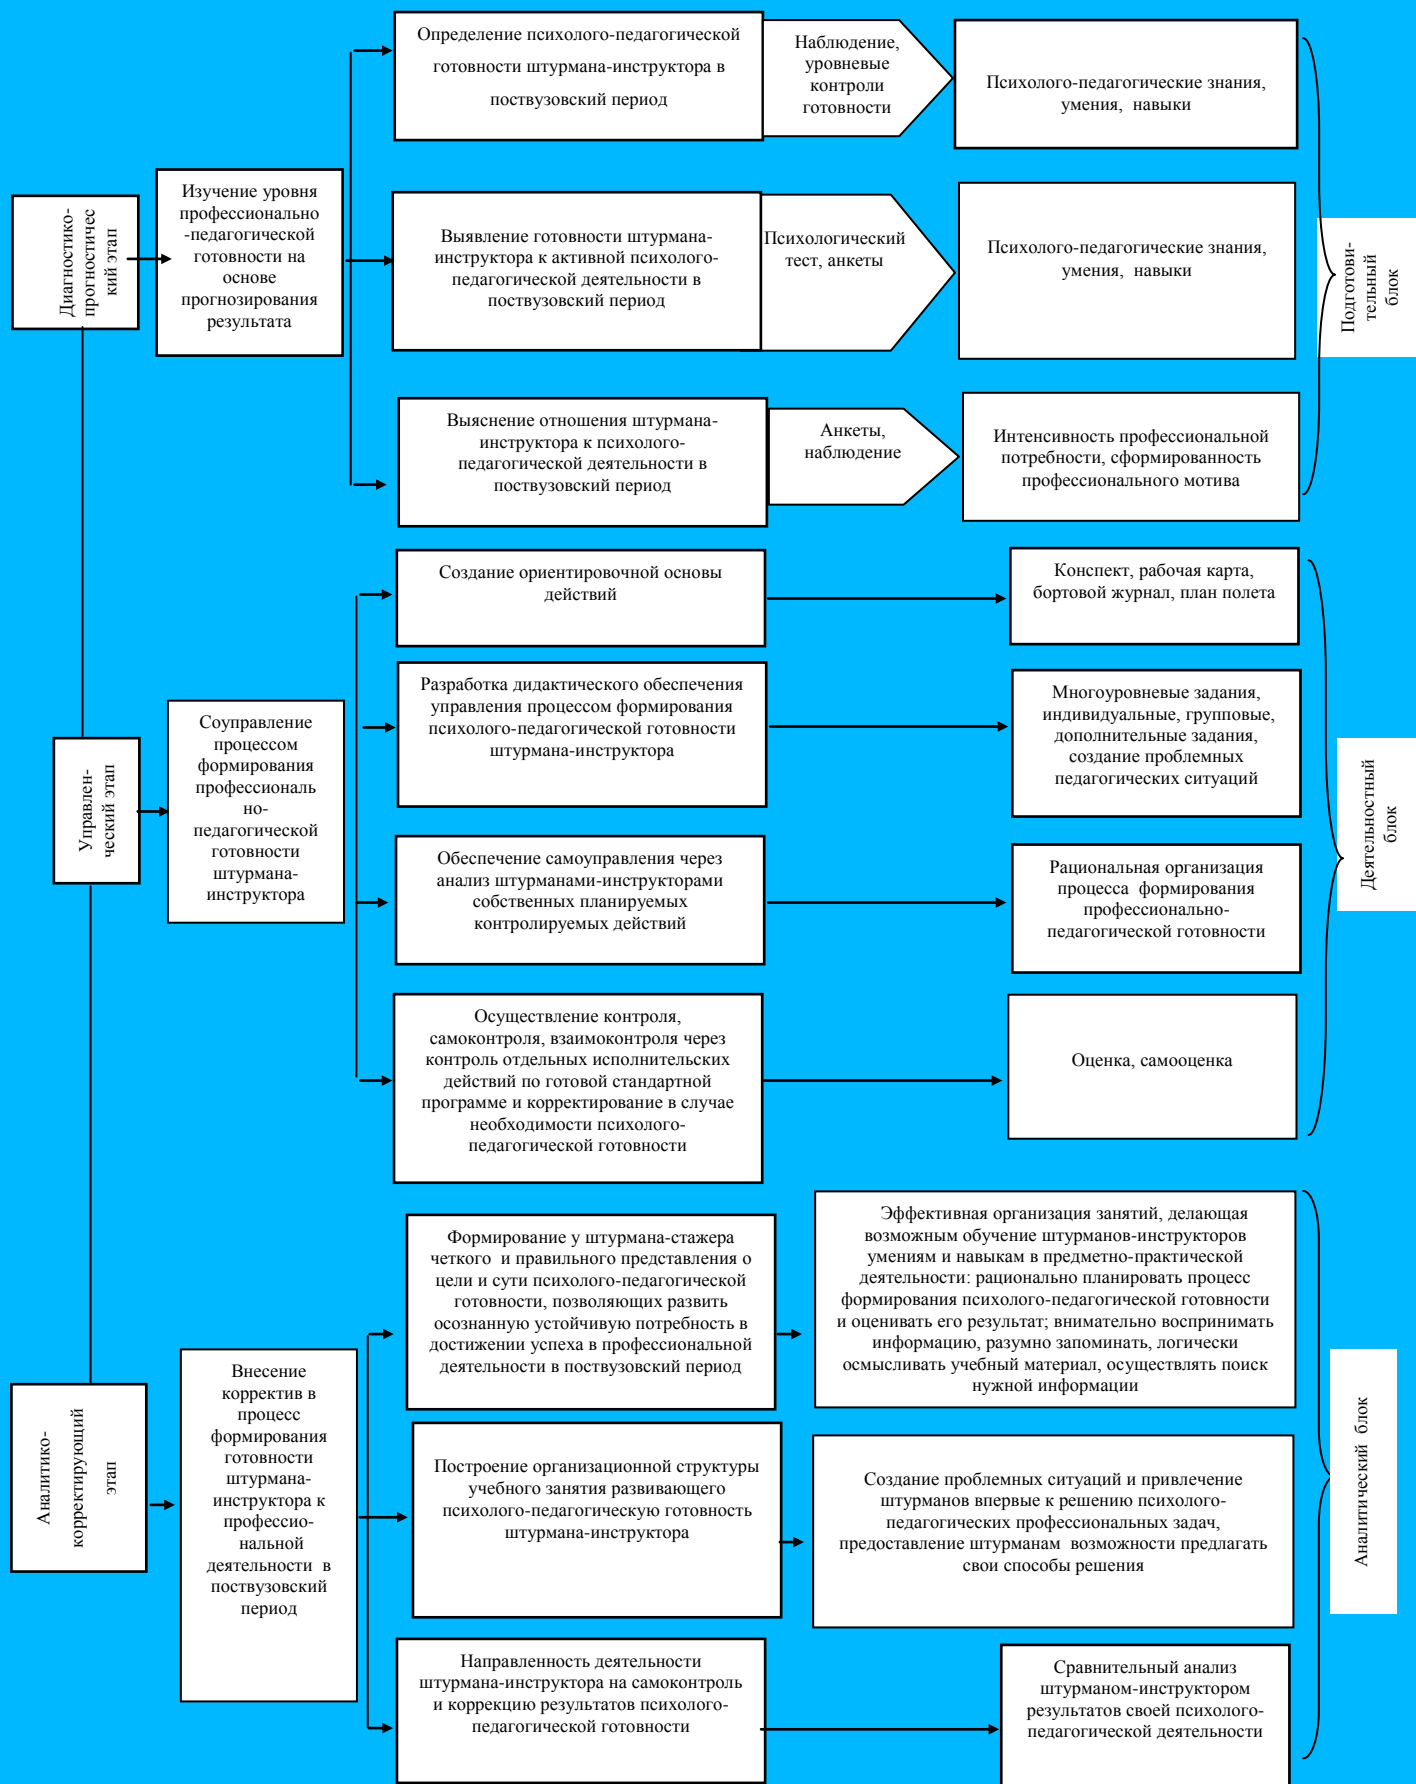 Определение психолого-педагогической
готовности штурмана-инструктора в
поствузовский период
Наблюдение,
уровневые
контроли
готовности
Психолого-педагогические знания,
умения, навыки
Диагностико-
прогностичес
кий этап
Изучение уровня
профессионально
-педагогической
готовности на
основе
прогнозирования
результата
Выявление готовности штурмана-
инструктора к активной психолого-
педагогической деятельности в
поствузовский период
Психологический
тест, анкеты
Психолого-педагогические знания,
умения, навыки
Подготови-
тельный
блок
Выяснение отношения штурмана-
инструктора к психолого-
педагогической деятельности в
поствузовский период
Анкеты,
наблюдение
Интенсивность профессиональной
потребности, сформированность
профессионального мотива
Создание ориентировочной основы
действий
Конспект, рабочая карта,
бортовой журнал, план полета
Управлен-
ческий этап
Соуправление
процессом
формирования
профессиональ
но-
педагогической
готовности
штурмана-
инструктора
Разработка дидактического обеспечения
управления процессом формирования
психолого-педагогической готовности
штурмана-инструктора
Многоуровневые задания,
индивидуальные, групповые,
дополнительные задания,
создание проблемных
педагогических ситуаций
Деятельностный
блок
Обеспечение самоуправления через
анализ штурманами-инструкторами
собственных планируемых
контролируемых действий
Рациональная организация
процесса формирования
профессионально-
педагогической готовности
Осуществление контроля,
самоконтроля, взаимоконтроля через
контроль отдельных исполнительских
действий по готовой стандартной
программе и корректирование в случае
необходимости психолого-
педагогической готовности
Оценка, самооценка
Формирование у штурмана-стажера
четкого и правильного представления о
цели и сути психолого-педагогической
готовности, позволяющих развить
осознанную устойчивую потребность в
достижении успеха в профессиональной
деятельности в поствузовский период
Эффективная организация занятий, делающая
возможным обучение штурманов-инструкторов
умениям и навыкам в предметно-практической
деятельности: рационально планировать процесс
формирования психолого-педагогической готовности
и оценивать его результат; внимательно воспринимать
информацию, разумно запоминать, логически
осмысливать учебный материал, осуществлять поиск
нужной информации
Аналитико-
корректирующий
этап
Внесение
корректив в
процесс
формирования
готовности
штурмана-
инструктора к
профессио-
нальной
деятельности в
поствузовский
период
Построение организационной структуры
учебного занятия развивающего
психолого-педагогическую готовность
штурмана-инструктора
Создание проблемных ситуаций и привлечение
штурманов впервые к решению психолого-
педагогических профессиональных задач,
предоставление штурманам возможности предлагать
свои способы решения
Аналитический блок
Направленность деятельности
штурмана-инструктора на самоконтроль
и коррекцию результатов психолого-
педагогической готовности
Сравнительный анализ
штурманом-инструктором
результатов своей психолого-
педагогической деятельности